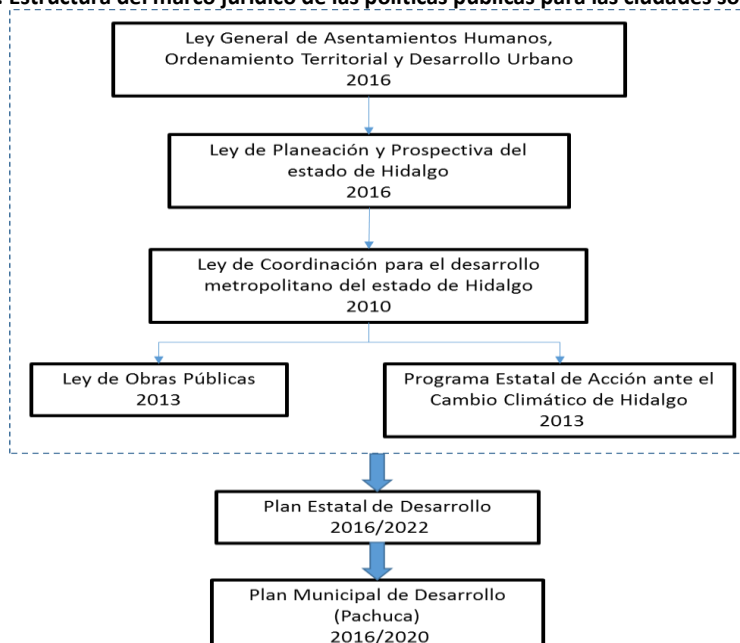 . Estructura del marco jurídico de las políticas públicas para las ciudades so
Ley General de Asentamientos Humanos,
Ordenamiento Territorial y Desarrollo Urbano
2016
Ley de Planeación y Prospectiva del
estado de Hidalgo
2016
Ley de Coordinación para el desarrollo
metropolitano del estado de Hidalgo
2010
Ley de Obras Públicas
2013
Programa Estatal de Acción ante el
Cambio Climático de Hidalgo
2013
Plan Estatal de Desarrollo
2016/2022
Plan Municipal de Desarrollo
(Pachuca)
2016/2020